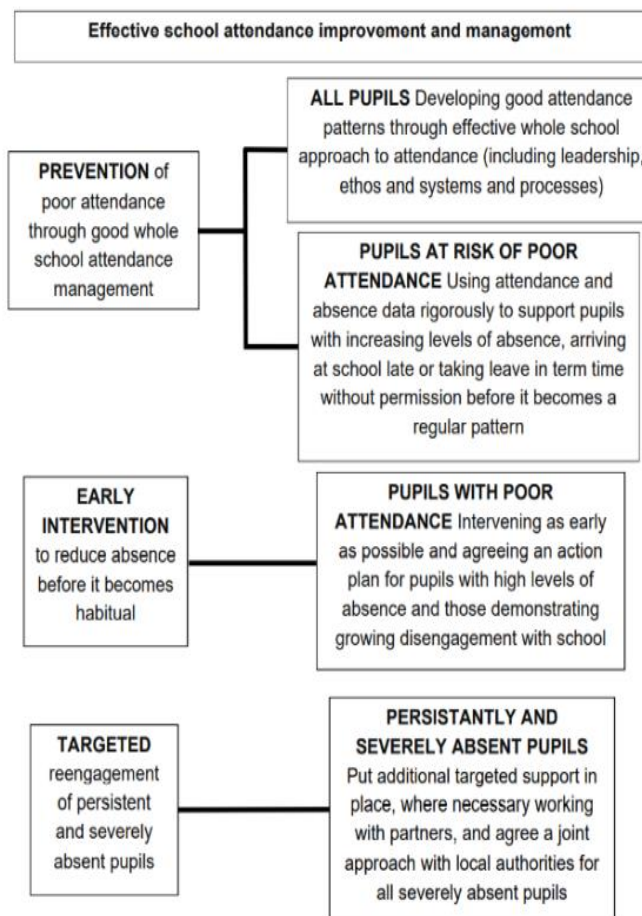 Effective school attendance improvement and management
PREVENTION of
poor attendance
through good whole
school attendance
management
ALL PUPILS Developing good attendance
patterns through effective whole school
approach to attendance (including leadership,
ethos and systems and processes)
PUPILS AT RISK OF POOR
ATTENDANCE Using attendance and
absence data rigorously to support pupils
with increasing levels of absence, arriving
at school late or taking leave in term time
without permission before it becomes a
regular pattern
EARLY
INTERVENTION
to reduce absence
before it becomes
habitual
PUPILS WITH POOR
ATTENDANCE Intervening as early
as possible and agreeing an action
plan for pupils with high levels of
absence and those demonstrating
growing disengagement with school
TARGETED
reengagement
of persistent
and severely
absent pupils
PERSISTANTLY AND
SEVERELY ABSENT PUPILS
Put additional targeted support in
place, where necessary working
with partners, and agree a joint
approach with local authorities for
all severely absent pupils